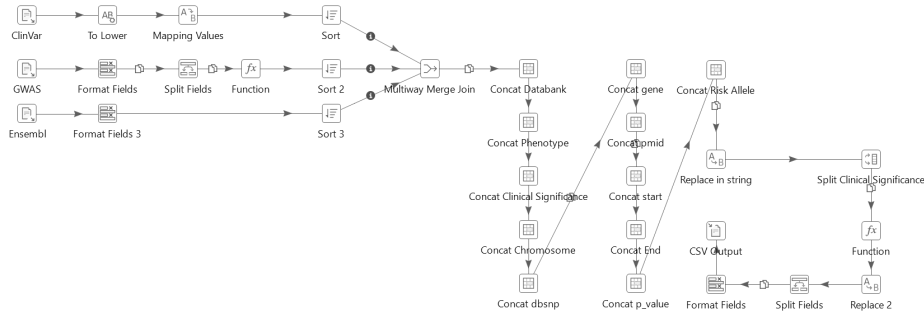 ClinVar
To Lower
Mapping Values
Sort
GWAS
Format Fields
Split Fields
Function
Sort 2
Multiway Merge Join
Ensembl
Format Fields 3
Sort 3
Concat Databank
Concat Phenotype
Concat Clinical Significance
Concat Chromosome
Concat dbsnp
Concat gene
Concat pmid
Concat start
Concat End
Concat p_value
Concat Risk Allele
Replace in string
Split Clinical Significance
Function
Replace 2
Split Fields
Format Fields
CSV Output